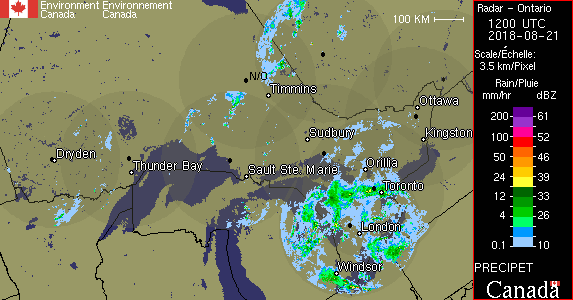 Environment Environnement
Canada Canada
100 KM
N/O
Timmins
Ottawa
Sudbury
Kingston
Dryden
Thunder Bay
Sault Ste. Marie
Orillia
Toronto
London
Windsor
Radar - Ontario
1200 UTC
2018-08-21
Scale/Échelle:
3.5 km/Pixel
Rain/Pluie
mm/hr dBZ
200 61
100 52
50 46
24 39
12 33
4 26
0.1 10
PRECIPET
Canada